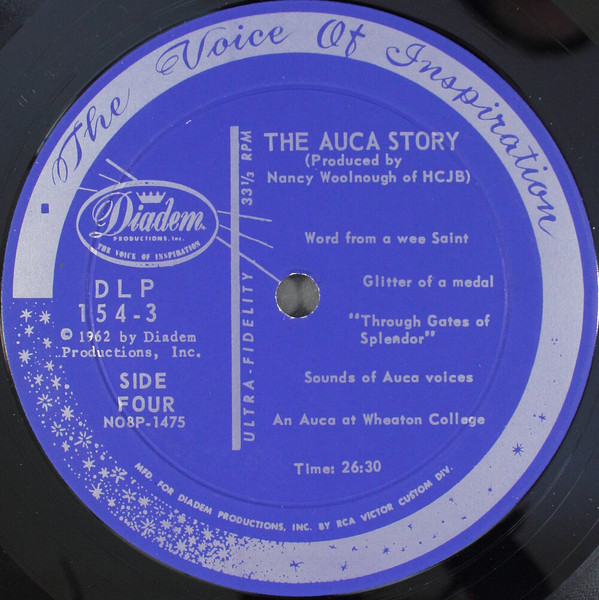 The Voice Of Inspiration
Diadem
PRODUCTIONS, Inc.
THE VOICE OF INSPIRATION
DLP
154-3
© 1962 by Diadem
Productions, Inc.
SIDE
FOUR
NO8P-1475
ULTRA-FIDELITY 33⅓ RPM
THE AUCA STORY
(Produced by
Nancy Woolnough of HCJB)
Word from a wee Saint
Glitter of a medal
"Through Gates of
Splendor"
Sounds of Auca voices
An Auca at Wheaton College
Time: 26:30
MFD. FOR DIADEM PRODUCTIONS, INC. BY RCA VICTOR CUSTOM DIV.